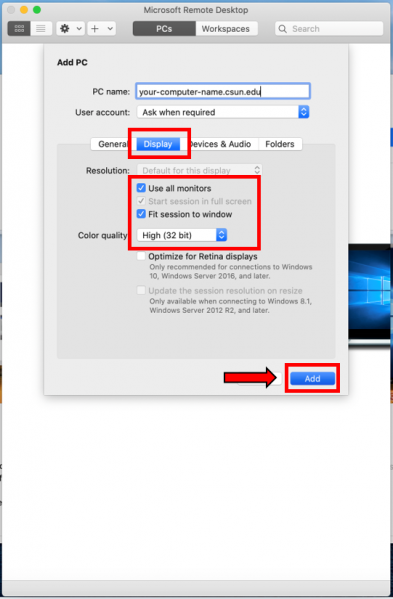 Microsoft Remote Desktop
PCs Workspaces Search
Add PC
PC name: your-computer-name.csun.edu
User account: Ask when required
General Display Devices & Audio Folders
Resolution: Default for this display
Use all monitors
Start session in full screen
Fit session to window
Color quality: High (32 bit)
Optimize for Retina displays
Only recommended for connections to Windows
10, Windows Server 2016, and later.
Update the session resolution on resize
Only available when connecting to Windows 8.1,
Windows Server 2012 R2, and later.
Add